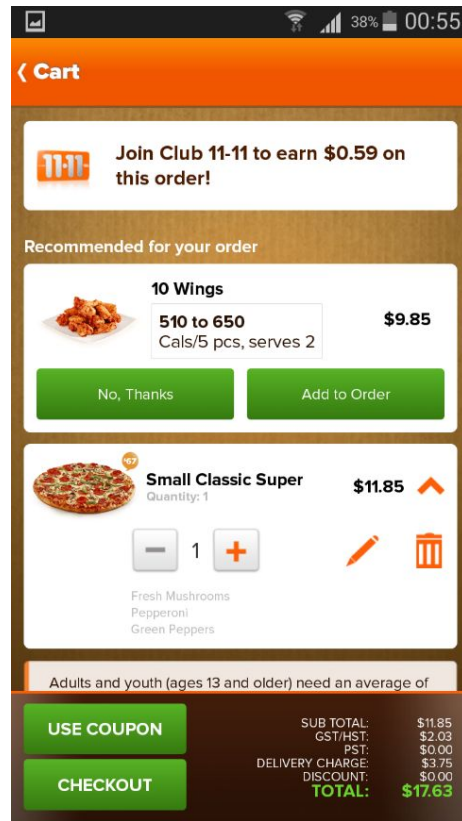 38% 00:55
Cart
11-11
Join Club 11-11 to earn $0.59 on
this order!
Recommended for your order
10 Wings
510 to 650
Cals/5 pcs, serves 2
$9.85
No, Thanks
Add to Order
$67
Small Classic Super
Quantity: 1
$11.85
1
Fresh Mushrooms
Pepperoni
Green Peppers
Adults and youth (ages 13 and older) need an average of
USE COUPON
CHECKOUT
SUB TOTAL: $11.85
GST/HST: $2.03
PST: $0.00
DELIVERY CHARGE: $3.75
DISCOUNT: $0.00
TOTAL: $17.63